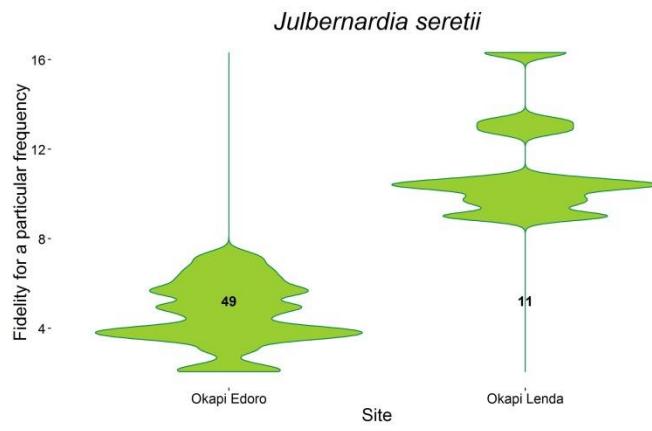 Julbernardia seretii
Fidelity for a particular frequency
16
12
8
4
49
11
Okapi Edoro
Okapi Lenda
Site